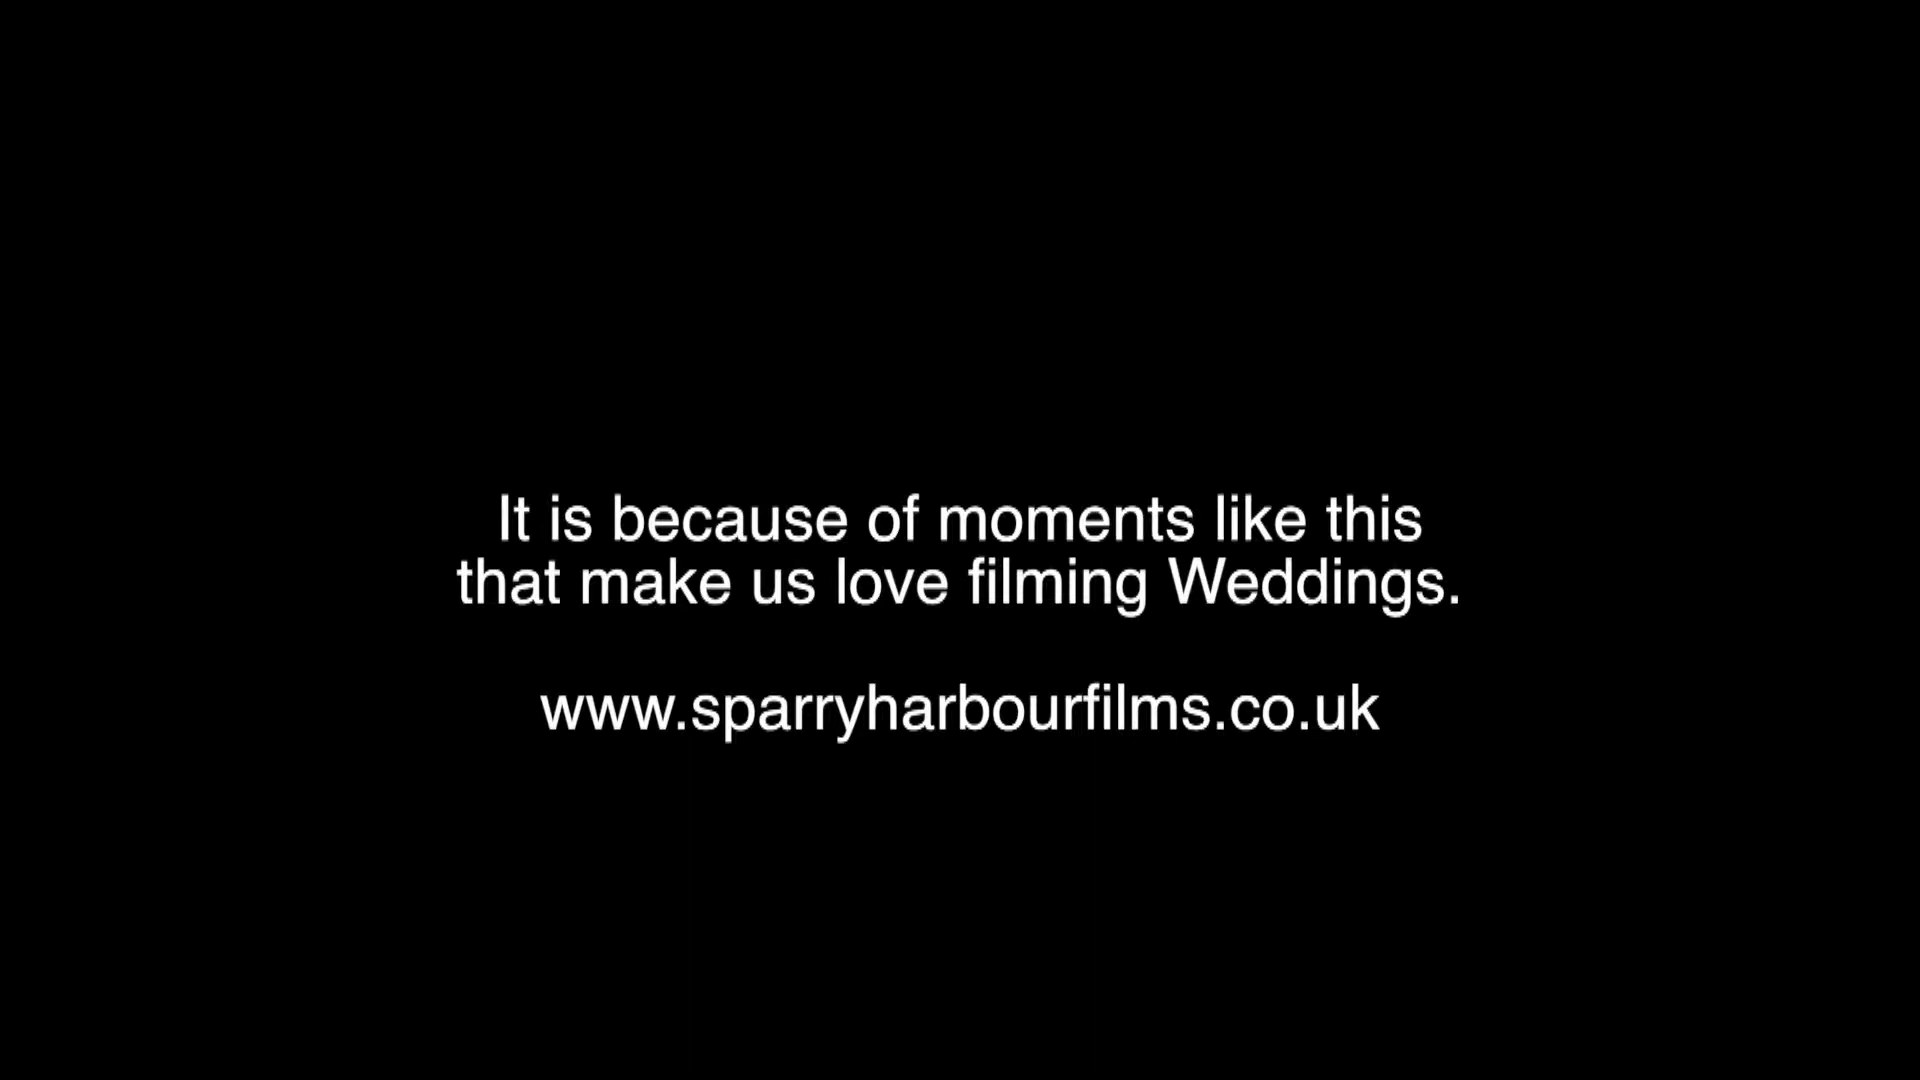 It is because of moments like this
that make us love filming Weddings.
www.sparryharbourfilms.co.uk